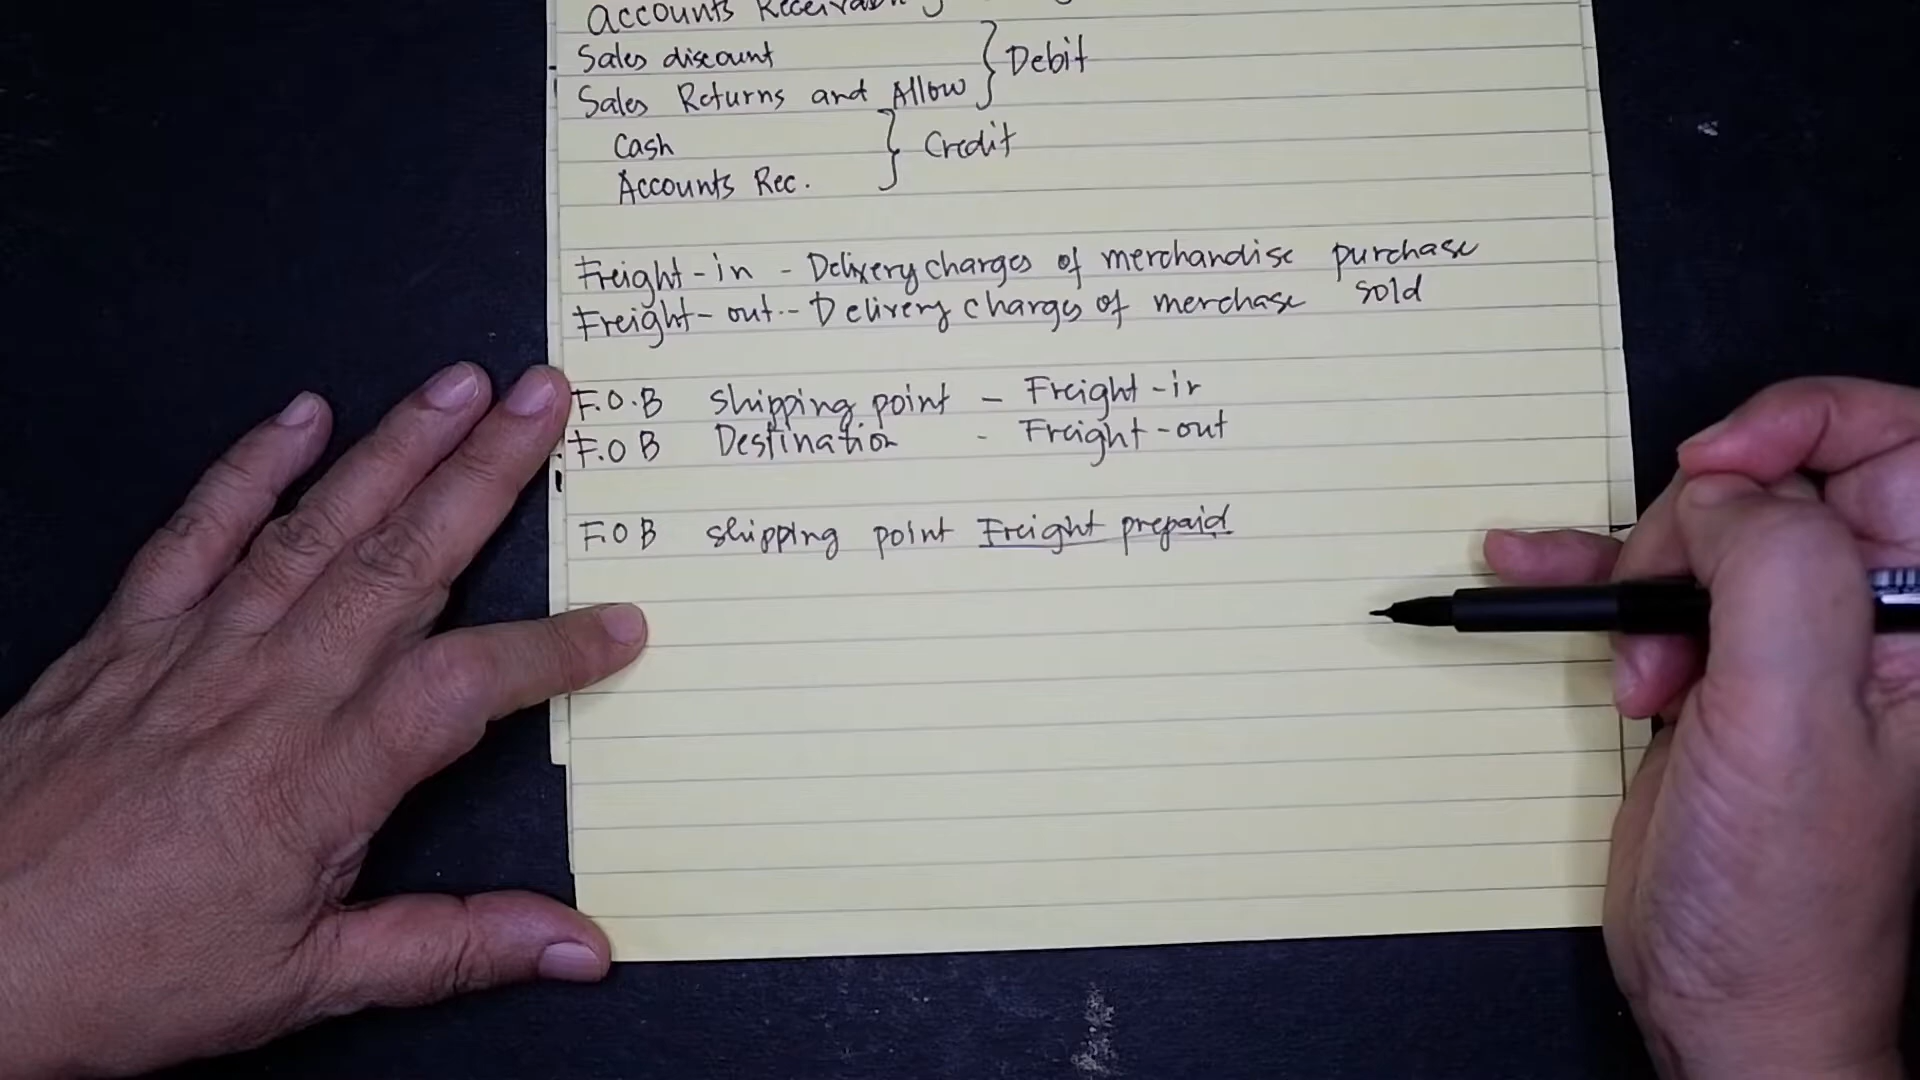 accounts
Sales discount } Debit
Sales Returns and Allow
Cash } Credit
Accounts Rec.
Freight-in - Delivery charges of merchandise purchase
Freight-out - Delivery charges of merchase sold
F.O.B shipping point - Freight-in
F.O B Destination - Freight-out
F.O B shipping point Freight prepaid